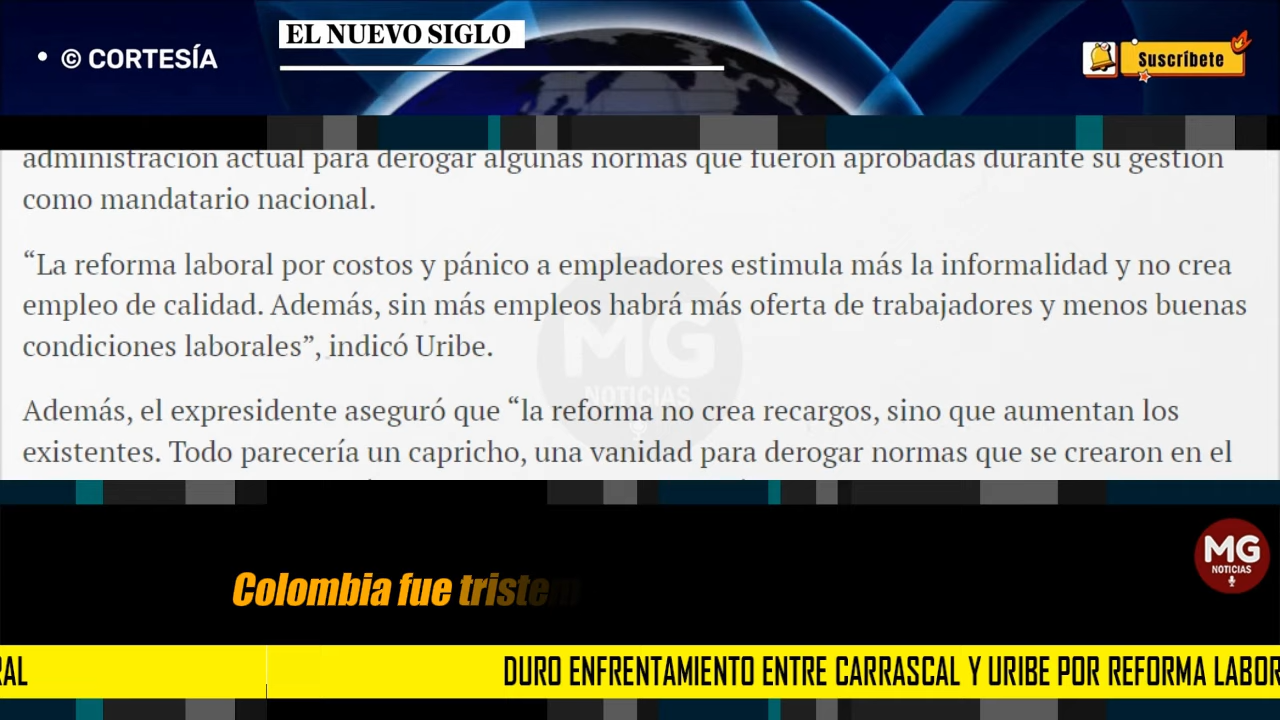 EL NUEVO SIGLO
• © CORTESÍA
Suscríbete
administración actual para derogar algunas normas que fueron aprobadas durante su gestión
como mandatario nacional.
“La reforma laboral por costos y pánico a empleadores estimula más la informalidad y no crea
empleo de calidad. Además, sin más empleos habrá más oferta de trabajadores y menos buenas
condiciones laborales”, indicó Uribe.
Además, el expresidente aseguró que “la reforma no crea recargos, sino que aumentan los
existentes. Todo parecería un capricho, una vanidad para derogar normas que se crearon en el
MG
NOTICIAS
MG
NOTICIAS
Colombia fue tristem
RAL
DURO ENFRENTAMIENTO ENTRE CARRASCAL Y URIBE POR REFORMA LABOR